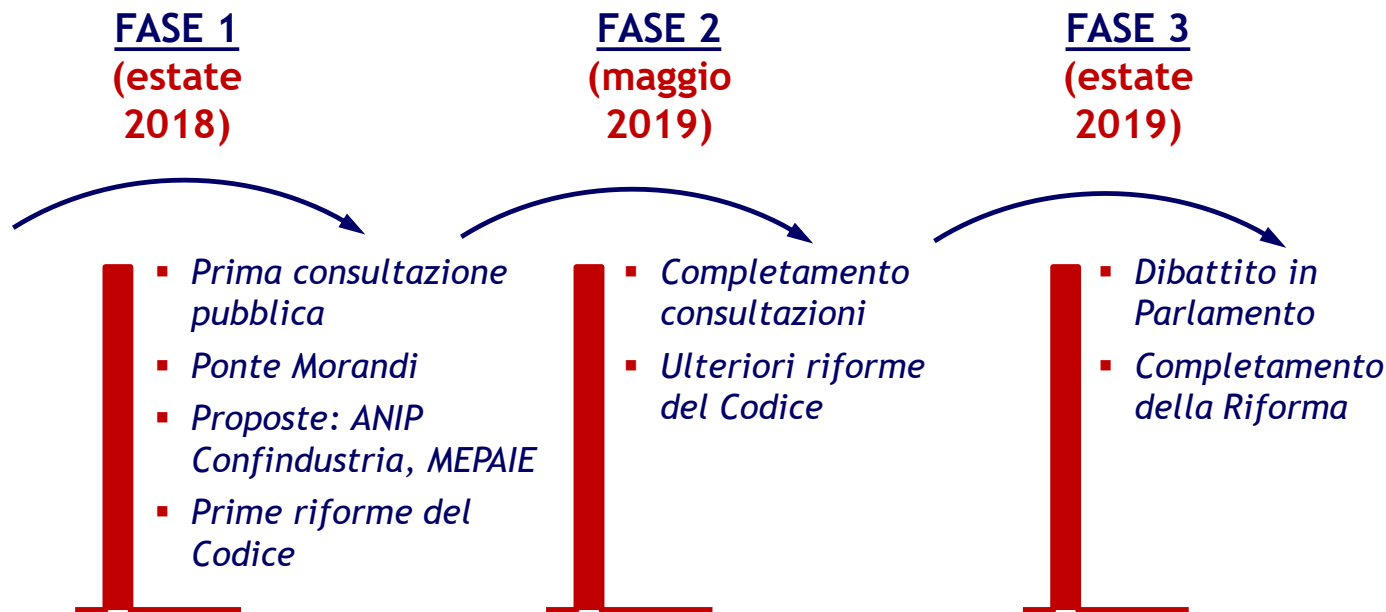 FASE 1
(estate
2018)
▪ Prima consultazione
pubblica
▪ Ponte Morandi
▪ Proposte: ANIP
Confindustria, MEPAIE
▪ Prime riforme del
Codice
FASE 2
(maggio
2019)
▪ Completamento
consultazioni
▪ Ulteriori riforme
del Codice
FASE 3
(estate
2019)
▪ Dibattito in
Parlamento
▪ Completamento
della Riforma